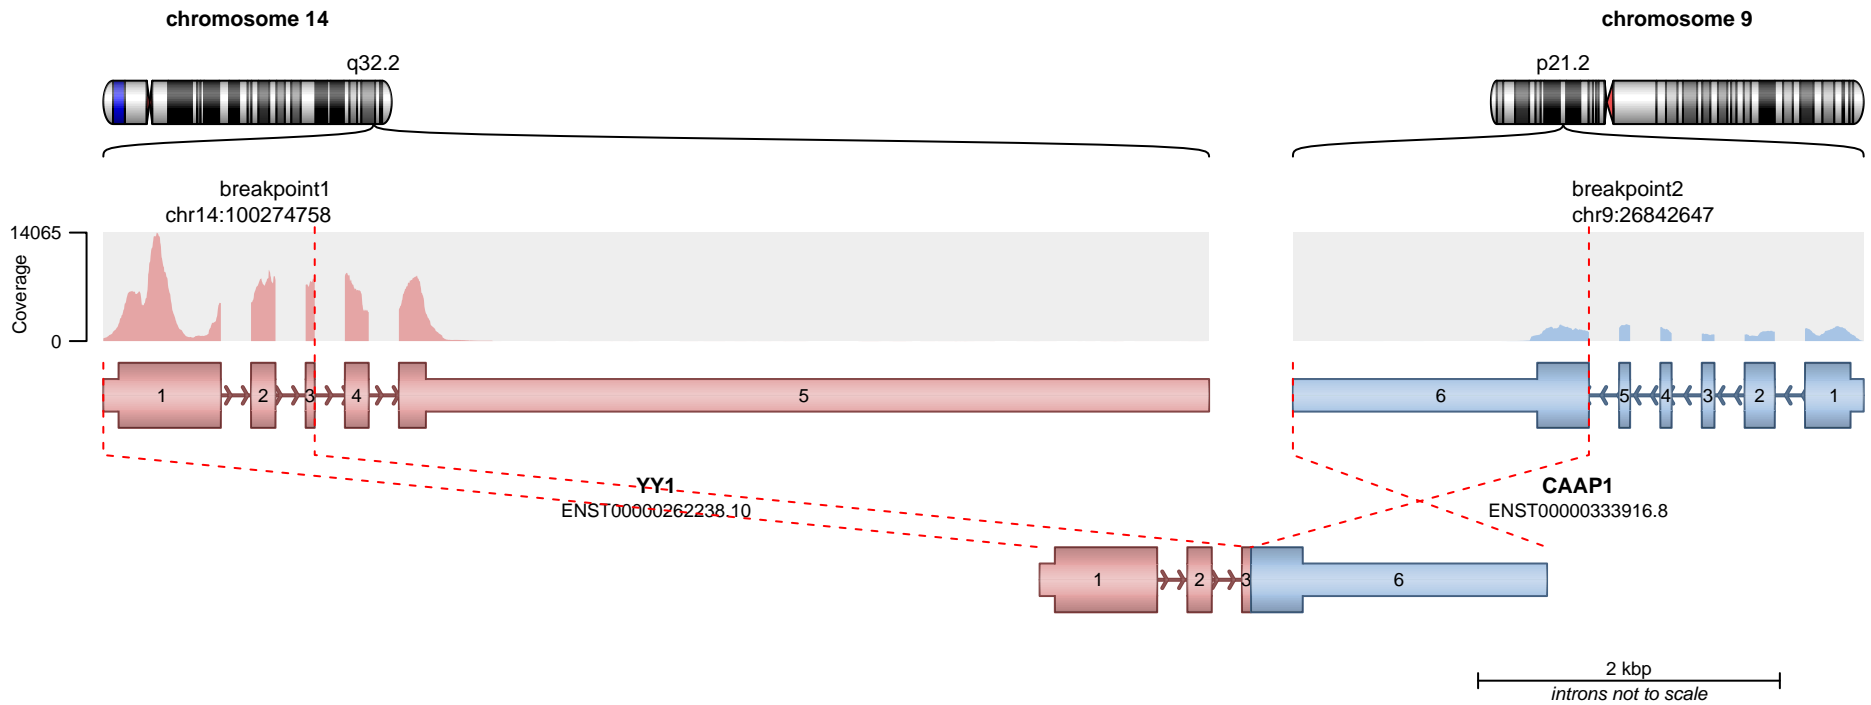 chromosome 14
chromosome 9
q32.2
p21.2
breakpoint1
chr14:100274758
breakpoint2
chr9:26842647
14065
Coverage
0
1 2 3 4 5
6 5 4 3 2 1
YY1
ENST00000262238.10
CAAP1
ENST00000333916.8
1 2 3 6
2 kbp
introns not to scale